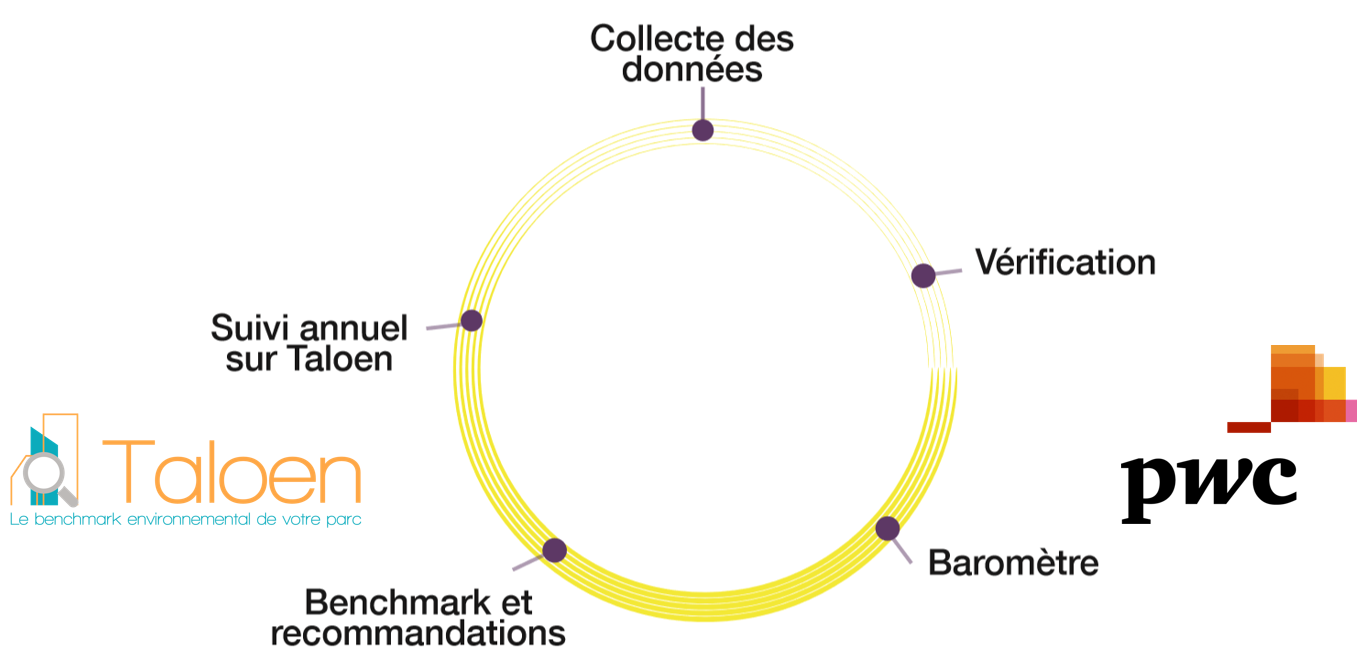 Collecte des
données
Vérification
Suivi annuel
sur Taloen
Taloen
Le benchmark environnemental de votre parc
pwc
Baromètre
Benchmark et
recommandations